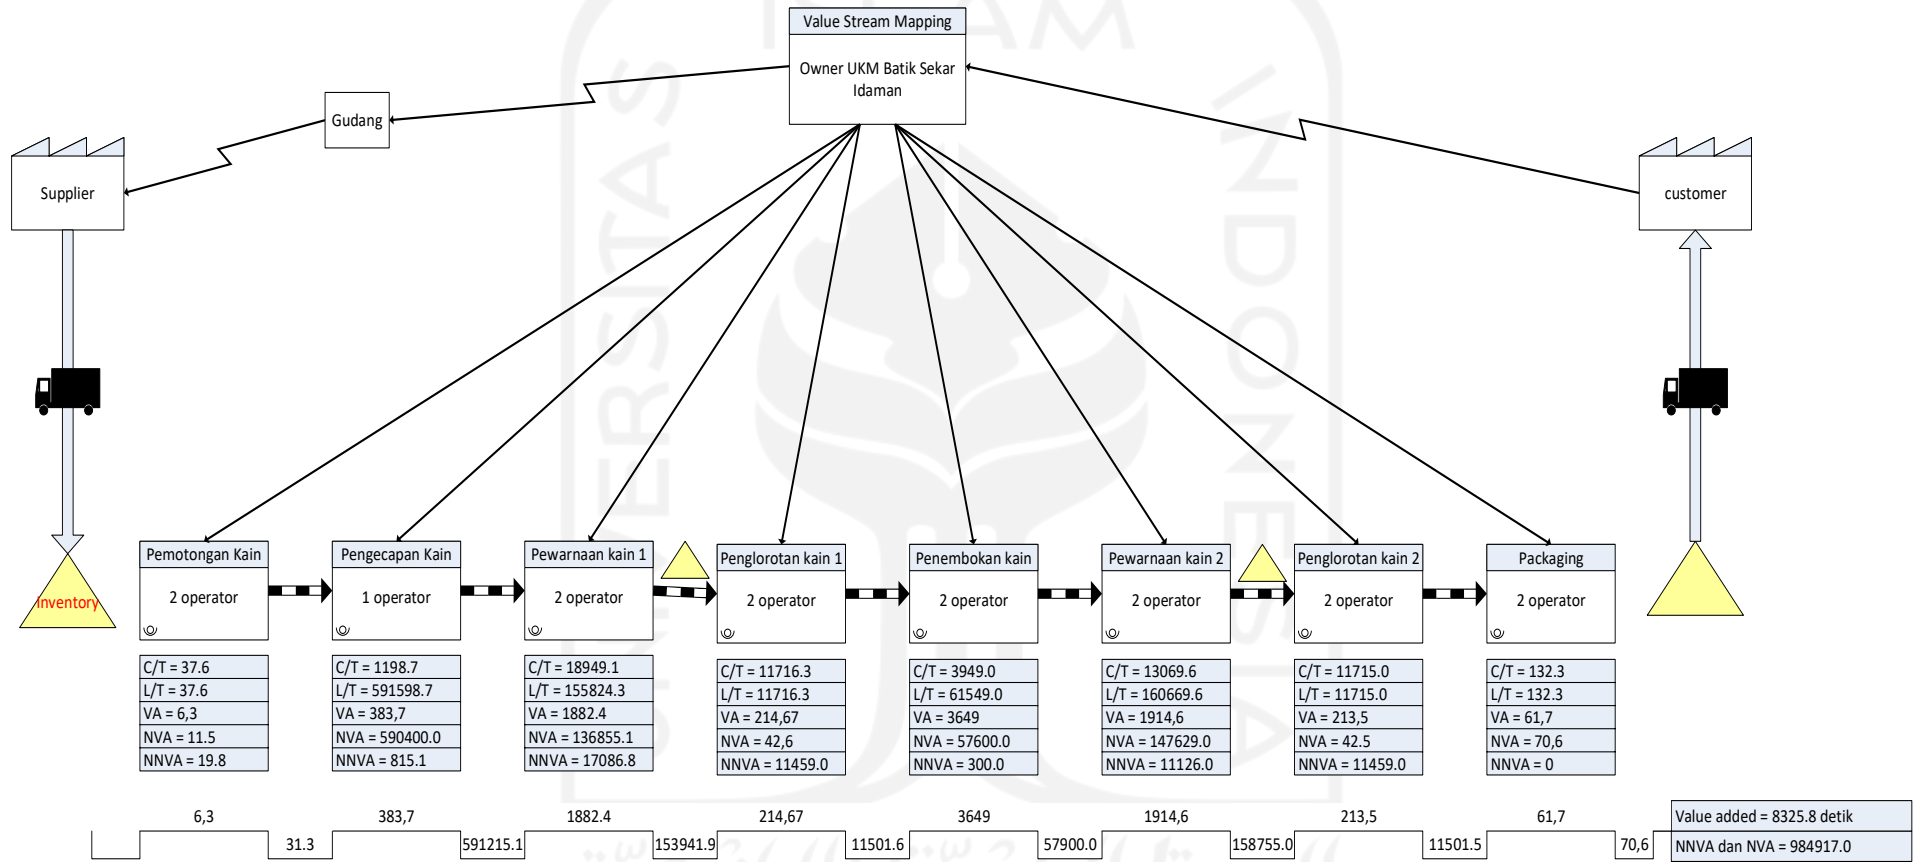 Value Stream Mapping
Owner UKM Batik Sekar
Idaman
Gudang
Supplier
customer
Inventory
Pemotongan Kain
2 operator
C/T = 37.6
L/T = 37.6
VA = 6,3
NVA = 11.5
NNVA = 19.8
Pengecapan Kain
1 operator
C/T = 1198.7
L/T = 591598.7
VA = 383,7
NVA = 590400.0
NNVA = 815.1
Pewarnaan kain 1
2 operator
C/T = 18949.1
L/T = 155824.3
VA = 1882.4
NVA = 136855.1
NNVA = 17086.8
Penglorotan kain 1
2 operator
C/T = 11716.3
L/T = 11716.3
VA = 214,67
NVA = 42,6
NNVA = 11459.0
Penembokan kain
2 operator
C/T = 3949.0
L/T = 61549.0
VA = 3649
NVA = 57600.0
NNVA = 300.0
Pewarnaan kain 2
2 operator
C/T = 13069.6
L/T = 160669.6
VA = 1914,6
NVA = 147629.0
NNVA = 11126.0
Penglorotan kain 2
2 operator
C/T = 11715.0
L/T = 11715.0
VA = 213,5
NVA = 42.5
NNVA = 11459.0
Packaging
2 operator
C/T = 132.3
L/T = 132.3
VA = 61,7
NVA = 70,6
NNVA = 0
6,3 383,7 1882.4 214,67 3649 1914,6 213,5 61,7
31.3 591215.1 153941.9 11501.6 57900.0 158755.0 11501.5 70,6
Value added = 8325.8 detik
NNVA dan NVA = 984917.0
UNIVERSITAS
ISLAM
INDONESIA